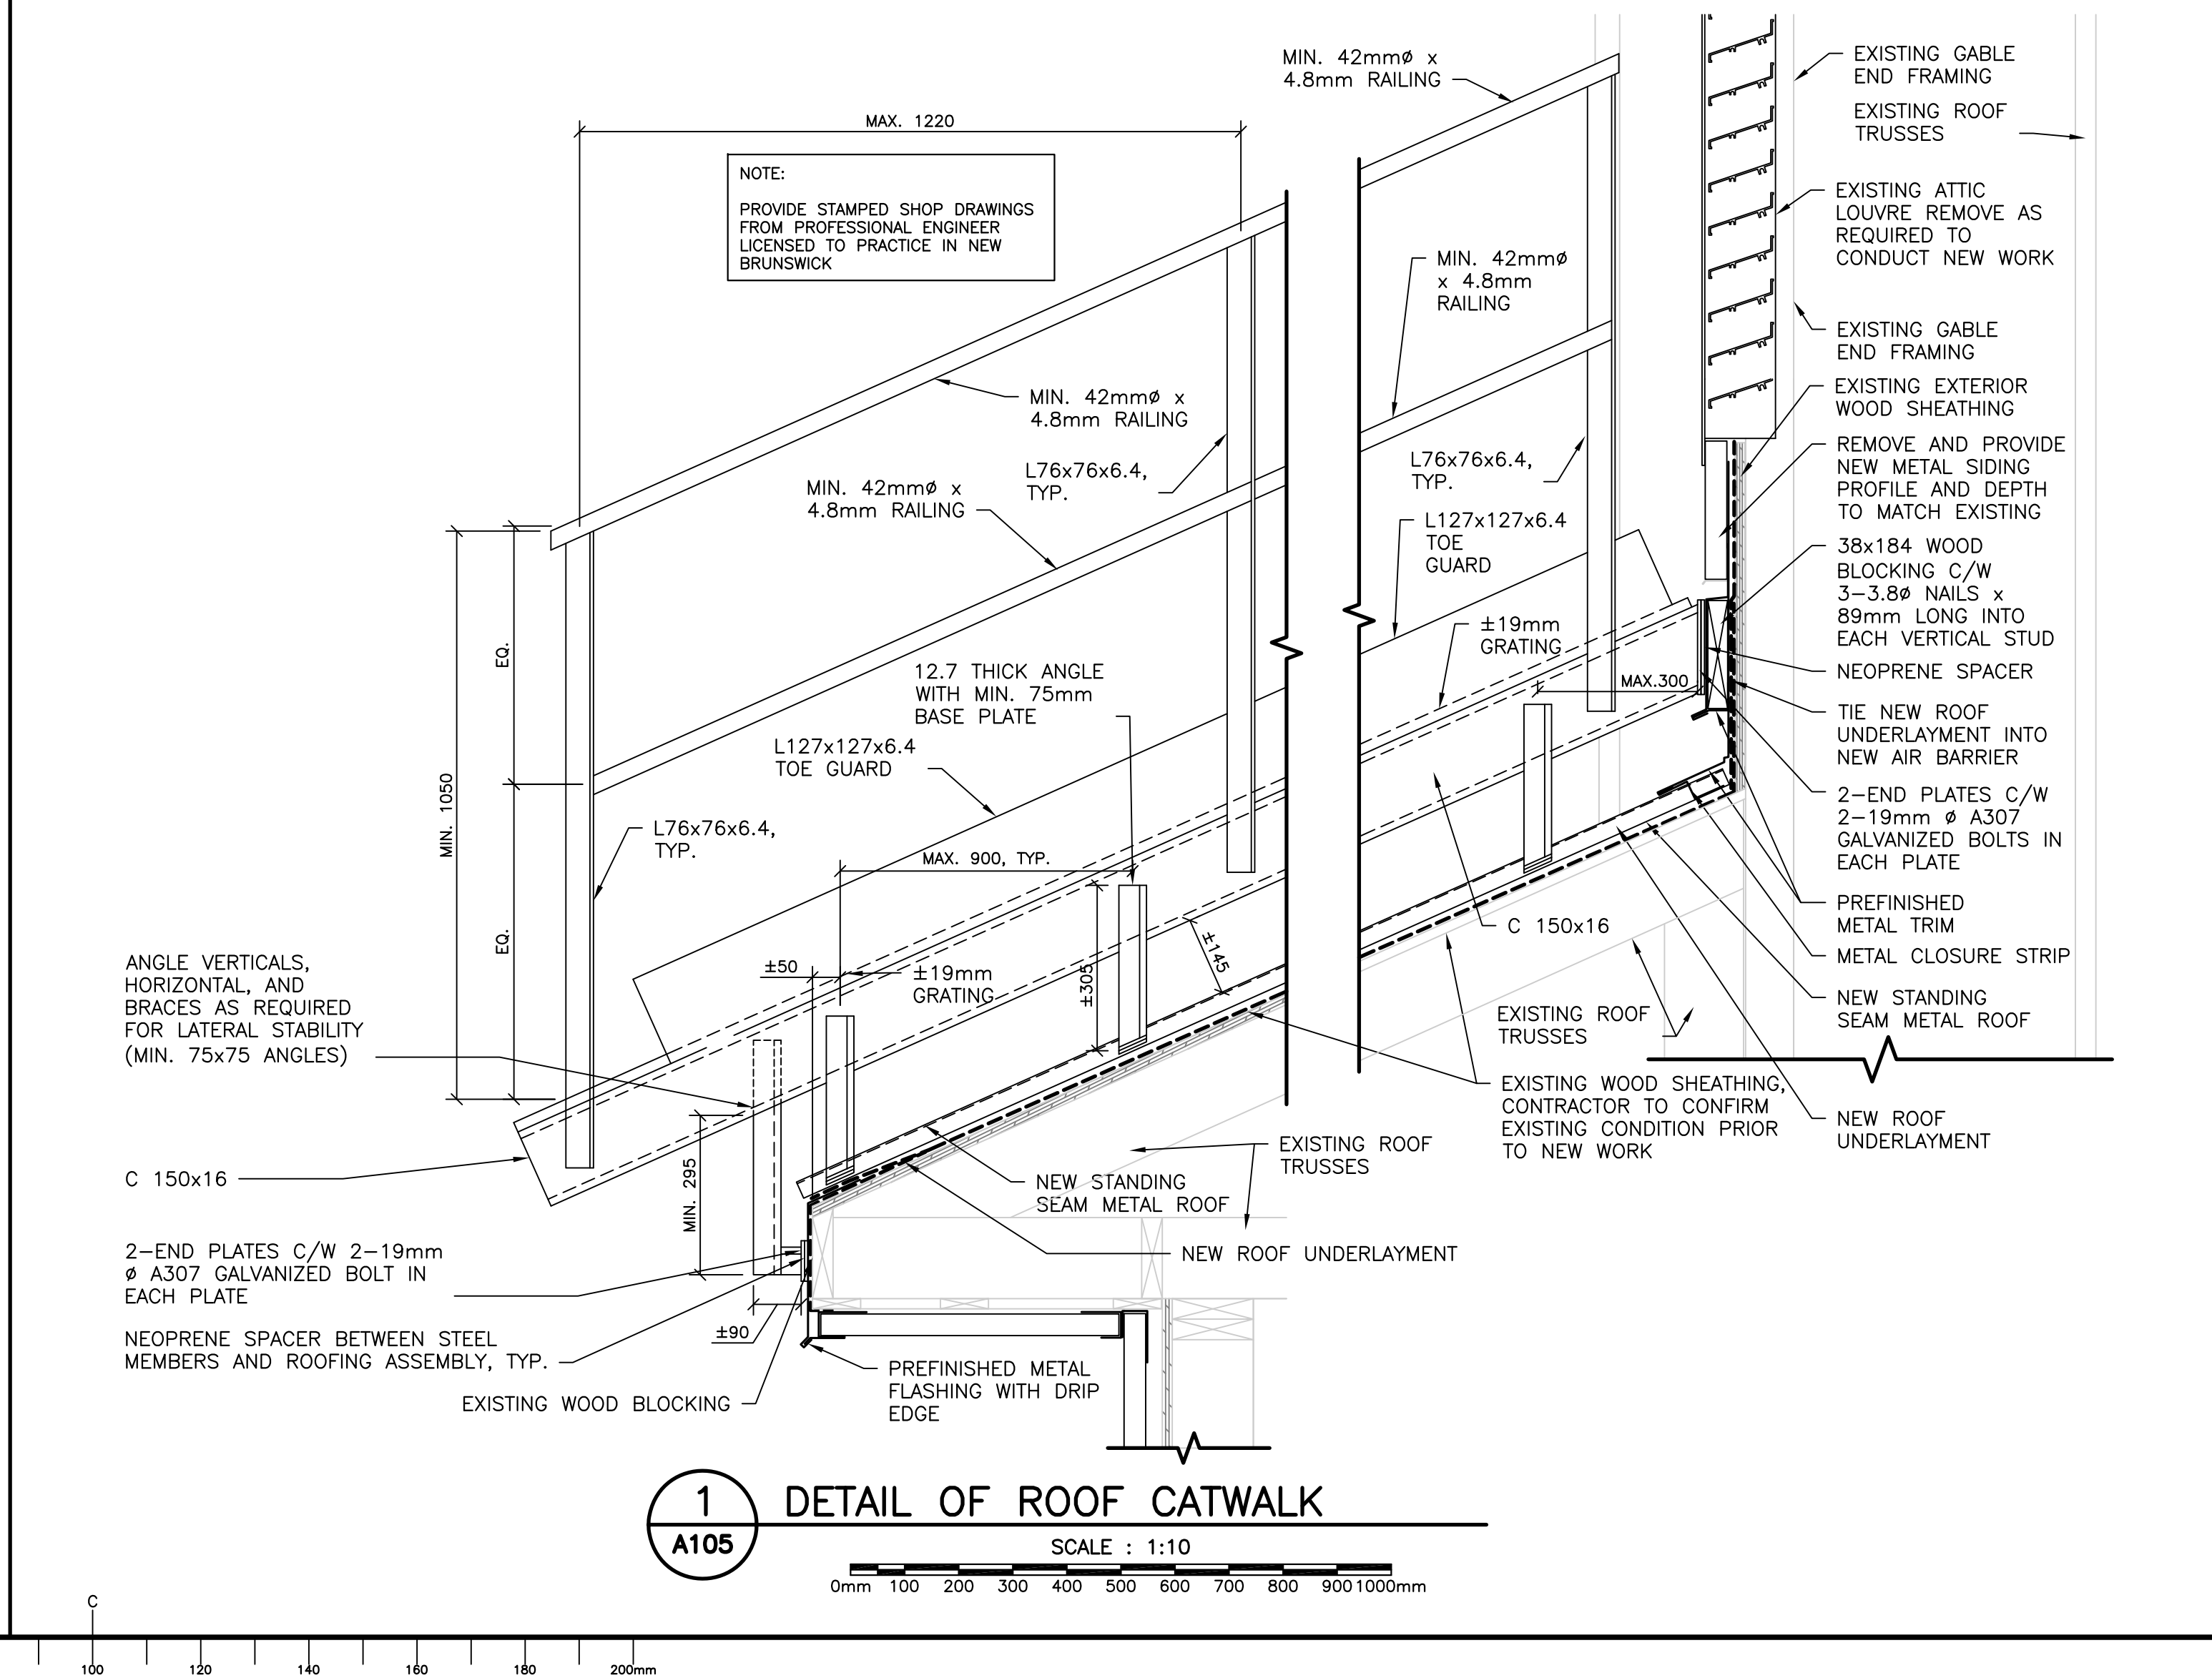 MIN. 42mmø x
4.8mm RAILING
EXISTING GABLE
END FRAMING
EXISTING ROOF
TRUSSES
MAX. 1220
NOTE:
PROVIDE STAMPED SHOP DRAWINGS
FROM PROFESSIONAL ENGINEER
LICENSED TO PRACTICE IN NEW
BRUNSWICK
EXISTING ATTIC
LOUVRE REMOVE AS
REQUIRED TO
CONDUCT NEW WORK
MIN. 42mmø
x 4.8mm
RAILING
EXISTING GABLE
END FRAMING
MIN. 42mmø x
4.8mm RAILING
EXISTING EXTERIOR
WOOD SHEATHING
L76x76x6.4,
TYP.
L76x76x6.4,
TYP.
REMOVE AND PROVIDE
NEW METAL SIDING
PROFILE AND DEPTH
TO MATCH EXISTING
MIN. 42mmø x
4.8mm RAILING
L127x127x6.4
TOE
GUARD
38x184 WOOD
BLOCKING C/W
3-3.8ø NAILS x
89mm LONG INTO
EACH VERTICAL STUD
±19mm
GRATING
EQ.
12.7 THICK ANGLE
WITH MIN. 75mm
BASE PLATE
MAX.300
NEOPRENE SPACER
TIE NEW ROOF
UNDERLAYMENT INTO
NEW AIR BARRIER
L127x127x6.4
TOE GUARD
MIN. 1050
2-END PLATES C/W
2-19mm ø A307
GALVANIZED BOLTS IN
EACH PLATE
L76x76x6.4,
TYP.
MAX. 900, TYP.
PREFINISHED
METAL TRIM
C 150x16
EQ.
±145
METAL CLOSURE STRIP
ANGLE VERTICALS,
HORIZONTAL, AND
BRACES AS REQUIRED
FOR LATERAL STABILITY
(MIN. 75x75 ANGLES)
±50
±19mm
GRATING
±305
NEW STANDING
SEAM METAL ROOF
EXISTING ROOF
TRUSSES
EXISTING WOOD SHEATHING,
CONTRACTOR TO CONFIRM
EXISTING CONDITION PRIOR
TO NEW WORK
NEW ROOF
UNDERLAYMENT
EXISTING ROOF
TRUSSES
C 150x16
MIN. 295
NEW STANDING
SEAM METAL ROOF
NEW ROOF UNDERLAYMENT
2-END PLATES C/W 2-19mm
ø A307 GALVANIZED BOLT IN
EACH PLATE
±90
NEOPRENE SPACER BETWEEN STEEL
MEMBERS AND ROOFING ASSEMBLY, TYP.
PREFINISHED METAL
FLASHING WITH DRIP
EDGE
EXISTING WOOD BLOCKING
1
A105
DETAIL OF ROOF CATWALK
SCALE : 1:10
0mm 100 200 300 400 500 600 700 800 900 1000mm
C
100 120 140 160 180 200mm